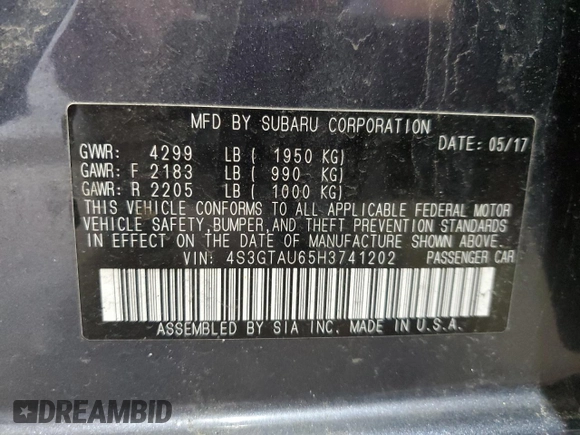 MFD BY SUBARU CORPORATION
DATE: 05/17
GVWR: 4299 LB ( 1950 KG)
GAWR: F 2183 LB ( 990 KG)
GAWR: R 2205 LB ( 1000 KG)
THIS VEHICLE CONFORMS TO ALL APPLICABLE FEDERAL MOTOR
VEHICLE SAFETY,BUMPER,AND THEFT PREVENTION STANDARDS
IN EFFECT ON THE DATE OF MANUFACTURE SHOWN ABOVE.
VIN: 4S3GTAU65H3741202 PASSENGER CAR
ASSEMBLED BY SIA INC. MADE IN U.S.A.
DREAMBID